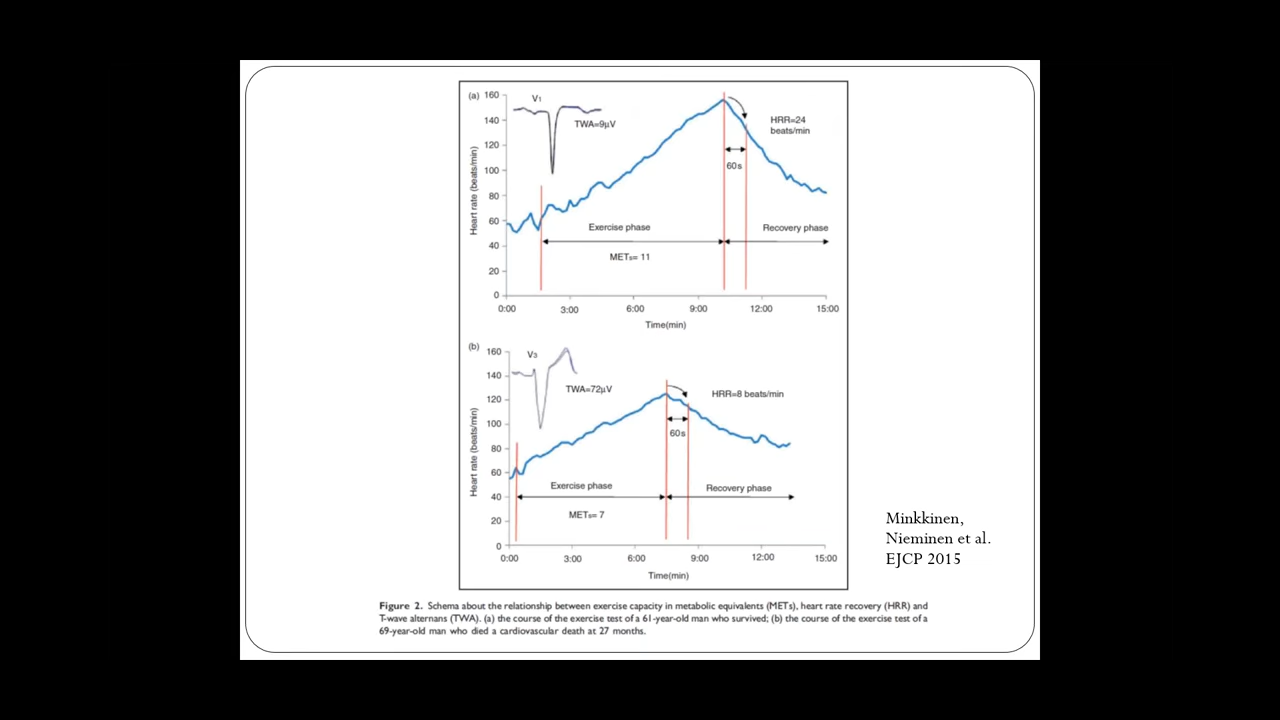 (a)
160
140
120
100
80
60
40
20
0
Heart rate (beats/min)
V1
TWA=9µV
HRR=24
beats/min
60s
Exercise phase
Recovery phase
METs= 11
0:00 3:00 6:00 9:00 12:00 15:00
Time(min)
(b)
160
140
120
100
80
60
40
20
0
Heart rate (beats/min)
V3
TWA=72µV
HRR=8 beats/min
60s
Exercise phase
Recovery phase
METs= 7
0:00 3:00 6:00 9:00 12:00 15:00
Time(min)
Minkkinen,
Nieminen et al.
EJCP 2015
Figure 2. Schema about the relationship between exercise capacity in metabolic equivalents (METs), heart rate recovery (HRR) and
T-wave alternans (TWA). (a) the course of the exercise test of a 61-year-old man who survived; (b) the course of the exercise test of a
69-year-old man who died a cardiovascular death at 27 months.